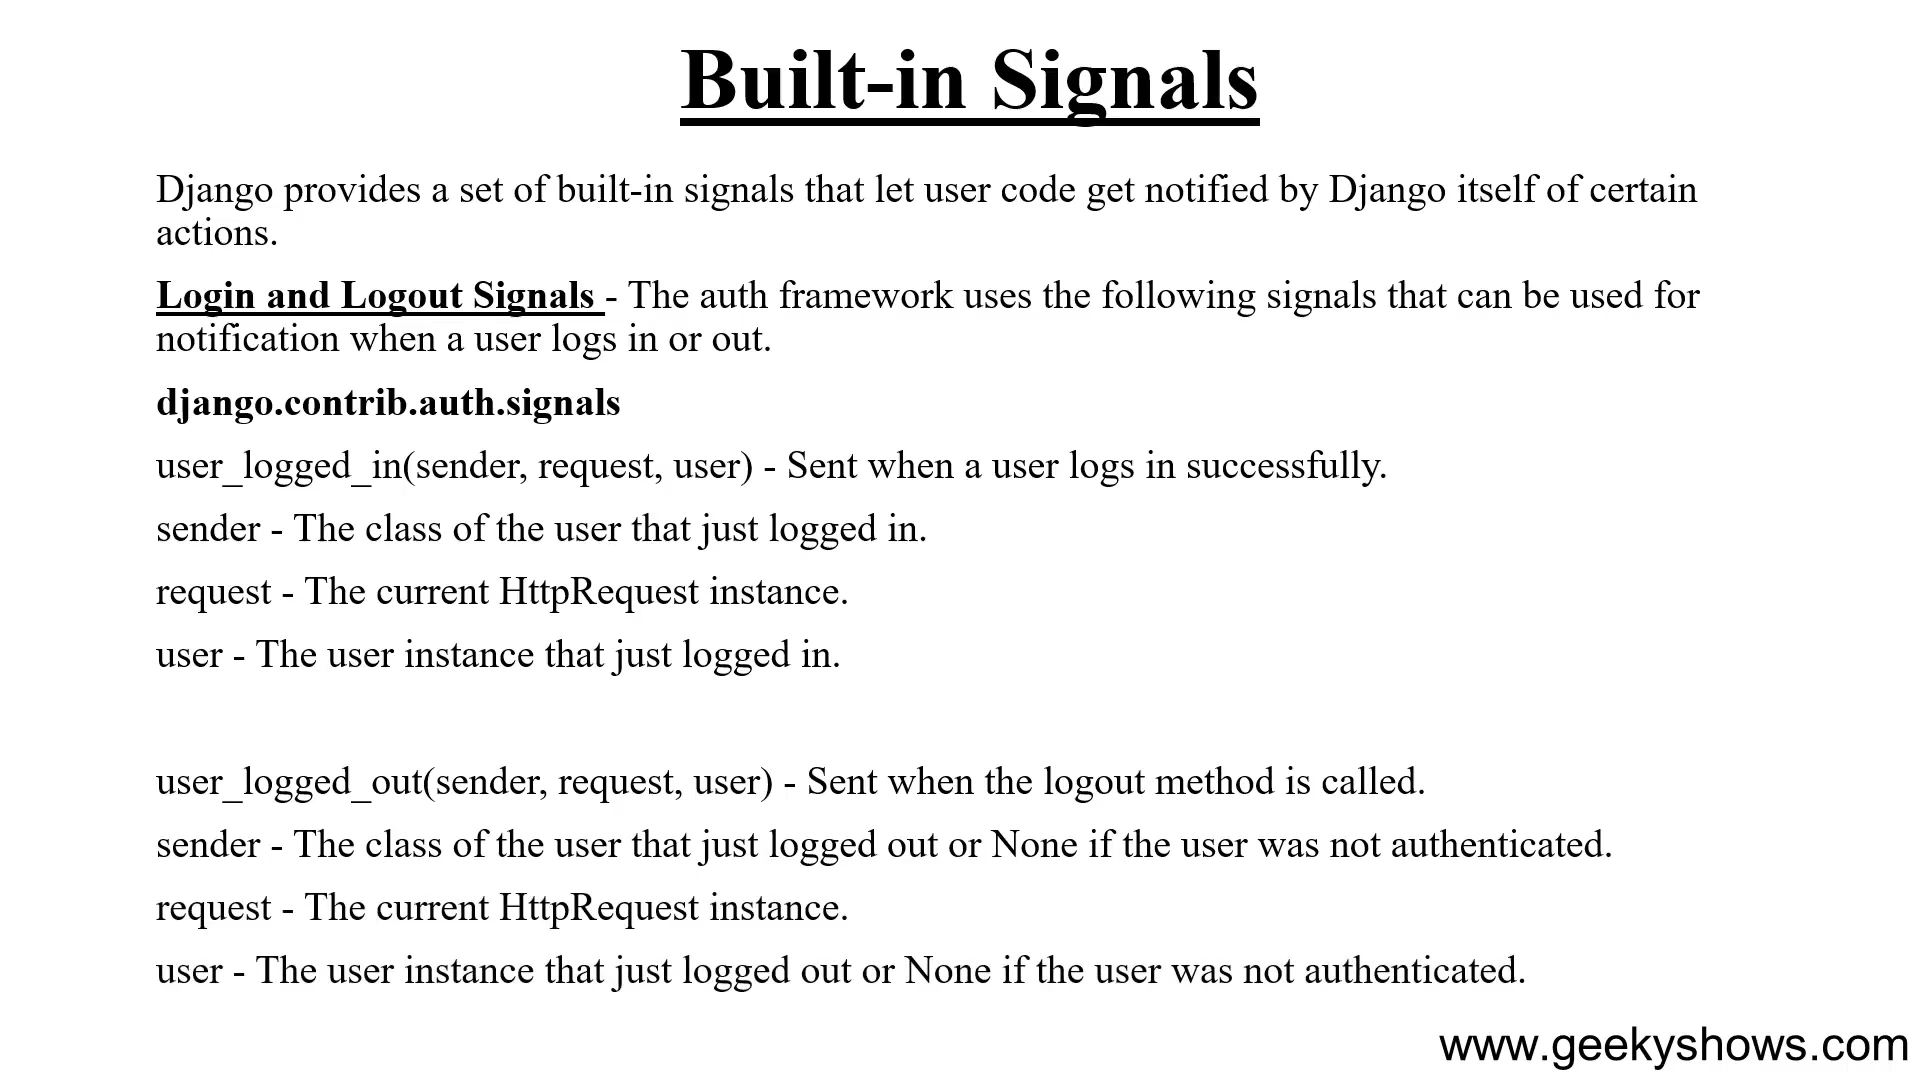 Built-in Signals
Django provides a set of built-in signals that let user code get notified by Django itself of certain
actions.
Login and Logout Signals - The auth framework uses the following signals that can be used for
notification when a user logs in or out.
django.contrib.auth.signals
user_logged_in(sender, request, user) - Sent when a user logs in successfully.
sender - The class of the user that just logged in.
request - The current HttpRequest instance.
user - The user instance that just logged in.
user_logged_out(sender, request, user) - Sent when the logout method is called.
sender - The class of the user that just logged out or None if the user was not authenticated.
request - The current HttpRequest instance.
user - The user instance that just logged out or None if the user was not authenticated.
www.geekyshows.com